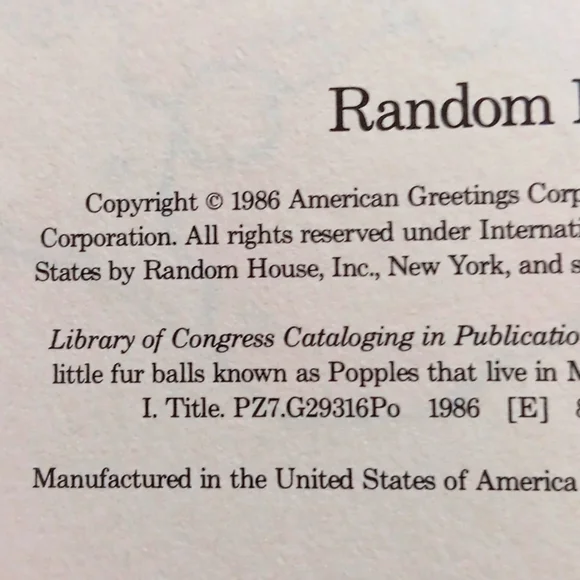 Random
Copyright © 1986 American Greetings Corp
Corporation. All rights reserved under Internati
States by Random House, Inc., New York, and s
Library of Congress Cataloging in Publicatio
little fur balls known as Popples that live in M
I. Title. PZ7.G29316Po 1986 [E]
Manufactured in the United States of America